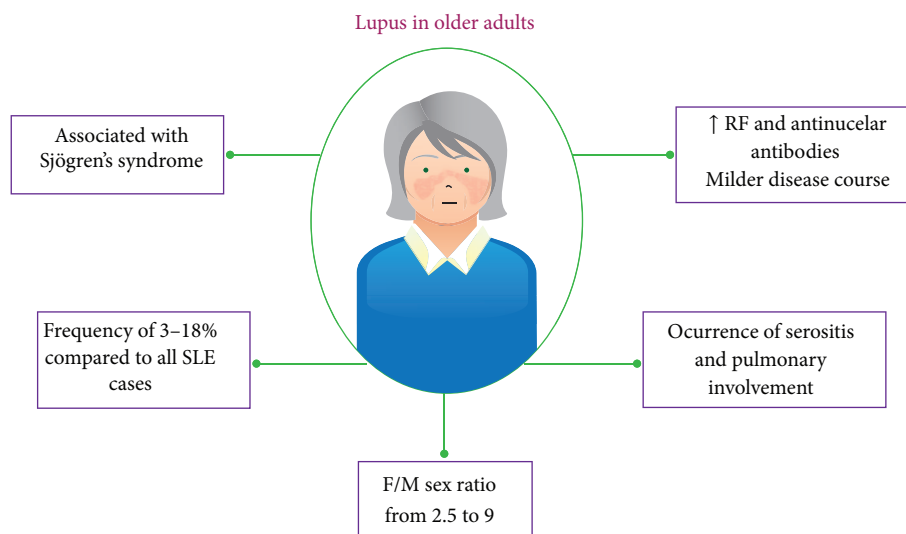 Lupus in older adults
Associated with
Sjögren's syndrome
↑ RF and antinucelar
antibodies
Milder disease course
Frequency of 3–18%
compared to all SLE
cases
Ocurrence of serositis
and pulmonary
involvement
F/M sex ratio
from 2.5 to 9